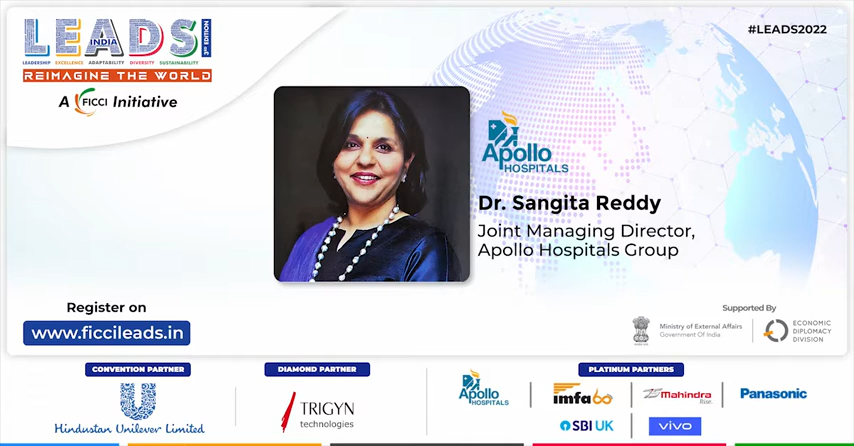 LEADS
INDIA
3RD EDITION
LEADERSHIP EXCELLENCE ADAPTABILITY DIVERSITY SUSTAINABILITY
REIMAGINE THE WORLD
A FICCI Initiative
#LEADS2022
Apollo
HOSPITALS
Dr. Sangita Reddy
Joint Managing Director,
Apollo Hospitals Group
Register on
www.ficcileads.in
Supported By
Ministry of External Affairs
Government Of India
ECONOMIC
DIPLOMACY
DIVISION
CONVENTION PARTNER
DIAMOND PARTNER
PLATINUM PARTNERS
Hindustan Unilever Limited
TRIGYN
technologies
Apollo
HOSPITALS
imfa 60
Mahindra
Rise
Panasonic
SBI UK
vivo